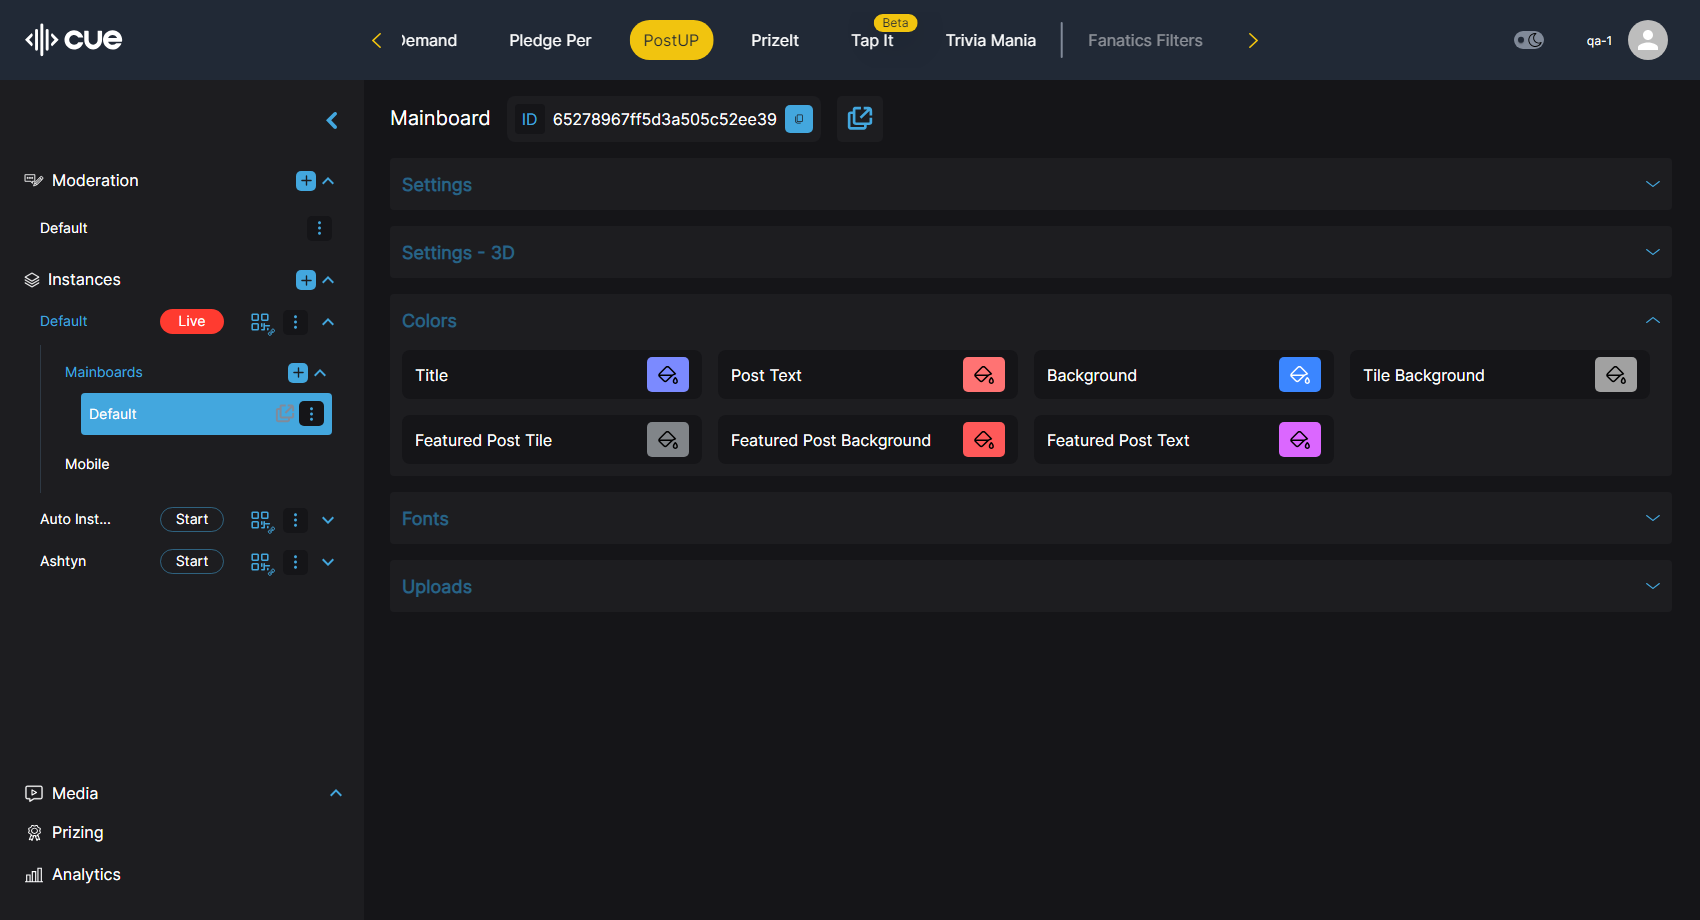 cue
Demand
Pledge Per
PostUP
PrizeIt
Beta
Tap It
Trivia Mania
Fanatics Filters
qa-1
Moderation
Default
Instances
Default
Live
Mainboards
Default
Mobile
Auto Inst...
Start
Ashtyn
Start
Media
Prizing
Analytics
Mainboard
ID
65278967ff5d3a505c52ee39
Settings
Settings - 3D
Colors
Title
Post Text
Background
Tile Background
Featured Post Tile
Featured Post Background
Featured Post Text
Fonts
Uploads